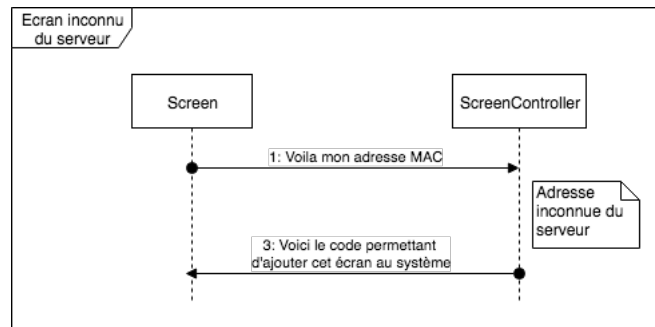 Ecran inconnu
du serveur
Screen
ScreenController
1: Voila mon adresse MAC
Adresse
inconnue du
serveur
3: Voici le code permettant
d'ajouter cet écran au système